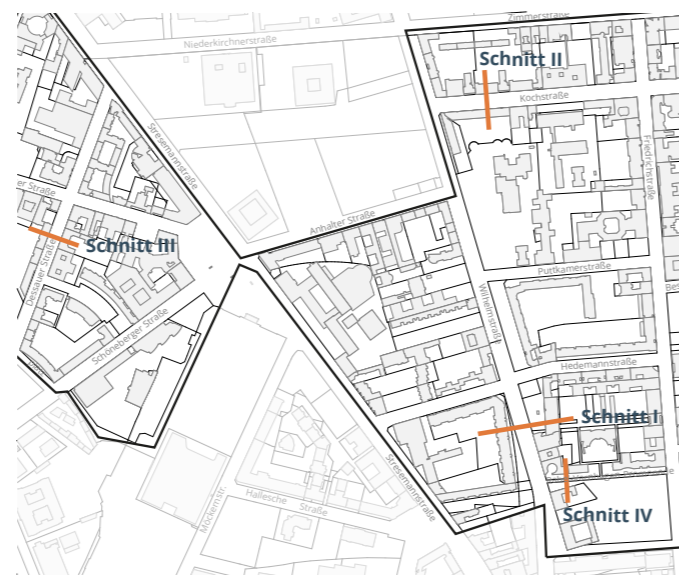 Zimmerstraße
Niederkirchnerstraße
Schnitt II
Kochstraße
Stresemannstraße
Friedrichstraße
er Straße
Anhalter Straße
Schnitt III
Dessauer Straße
Puttkamerstraße
Be
Wilhelmstraße
Schöneberger Straße
Hedemannstraße
Schnitt I
Stresemannstraße
Hallesche Straße
Möckernstr.
Schnitt IV